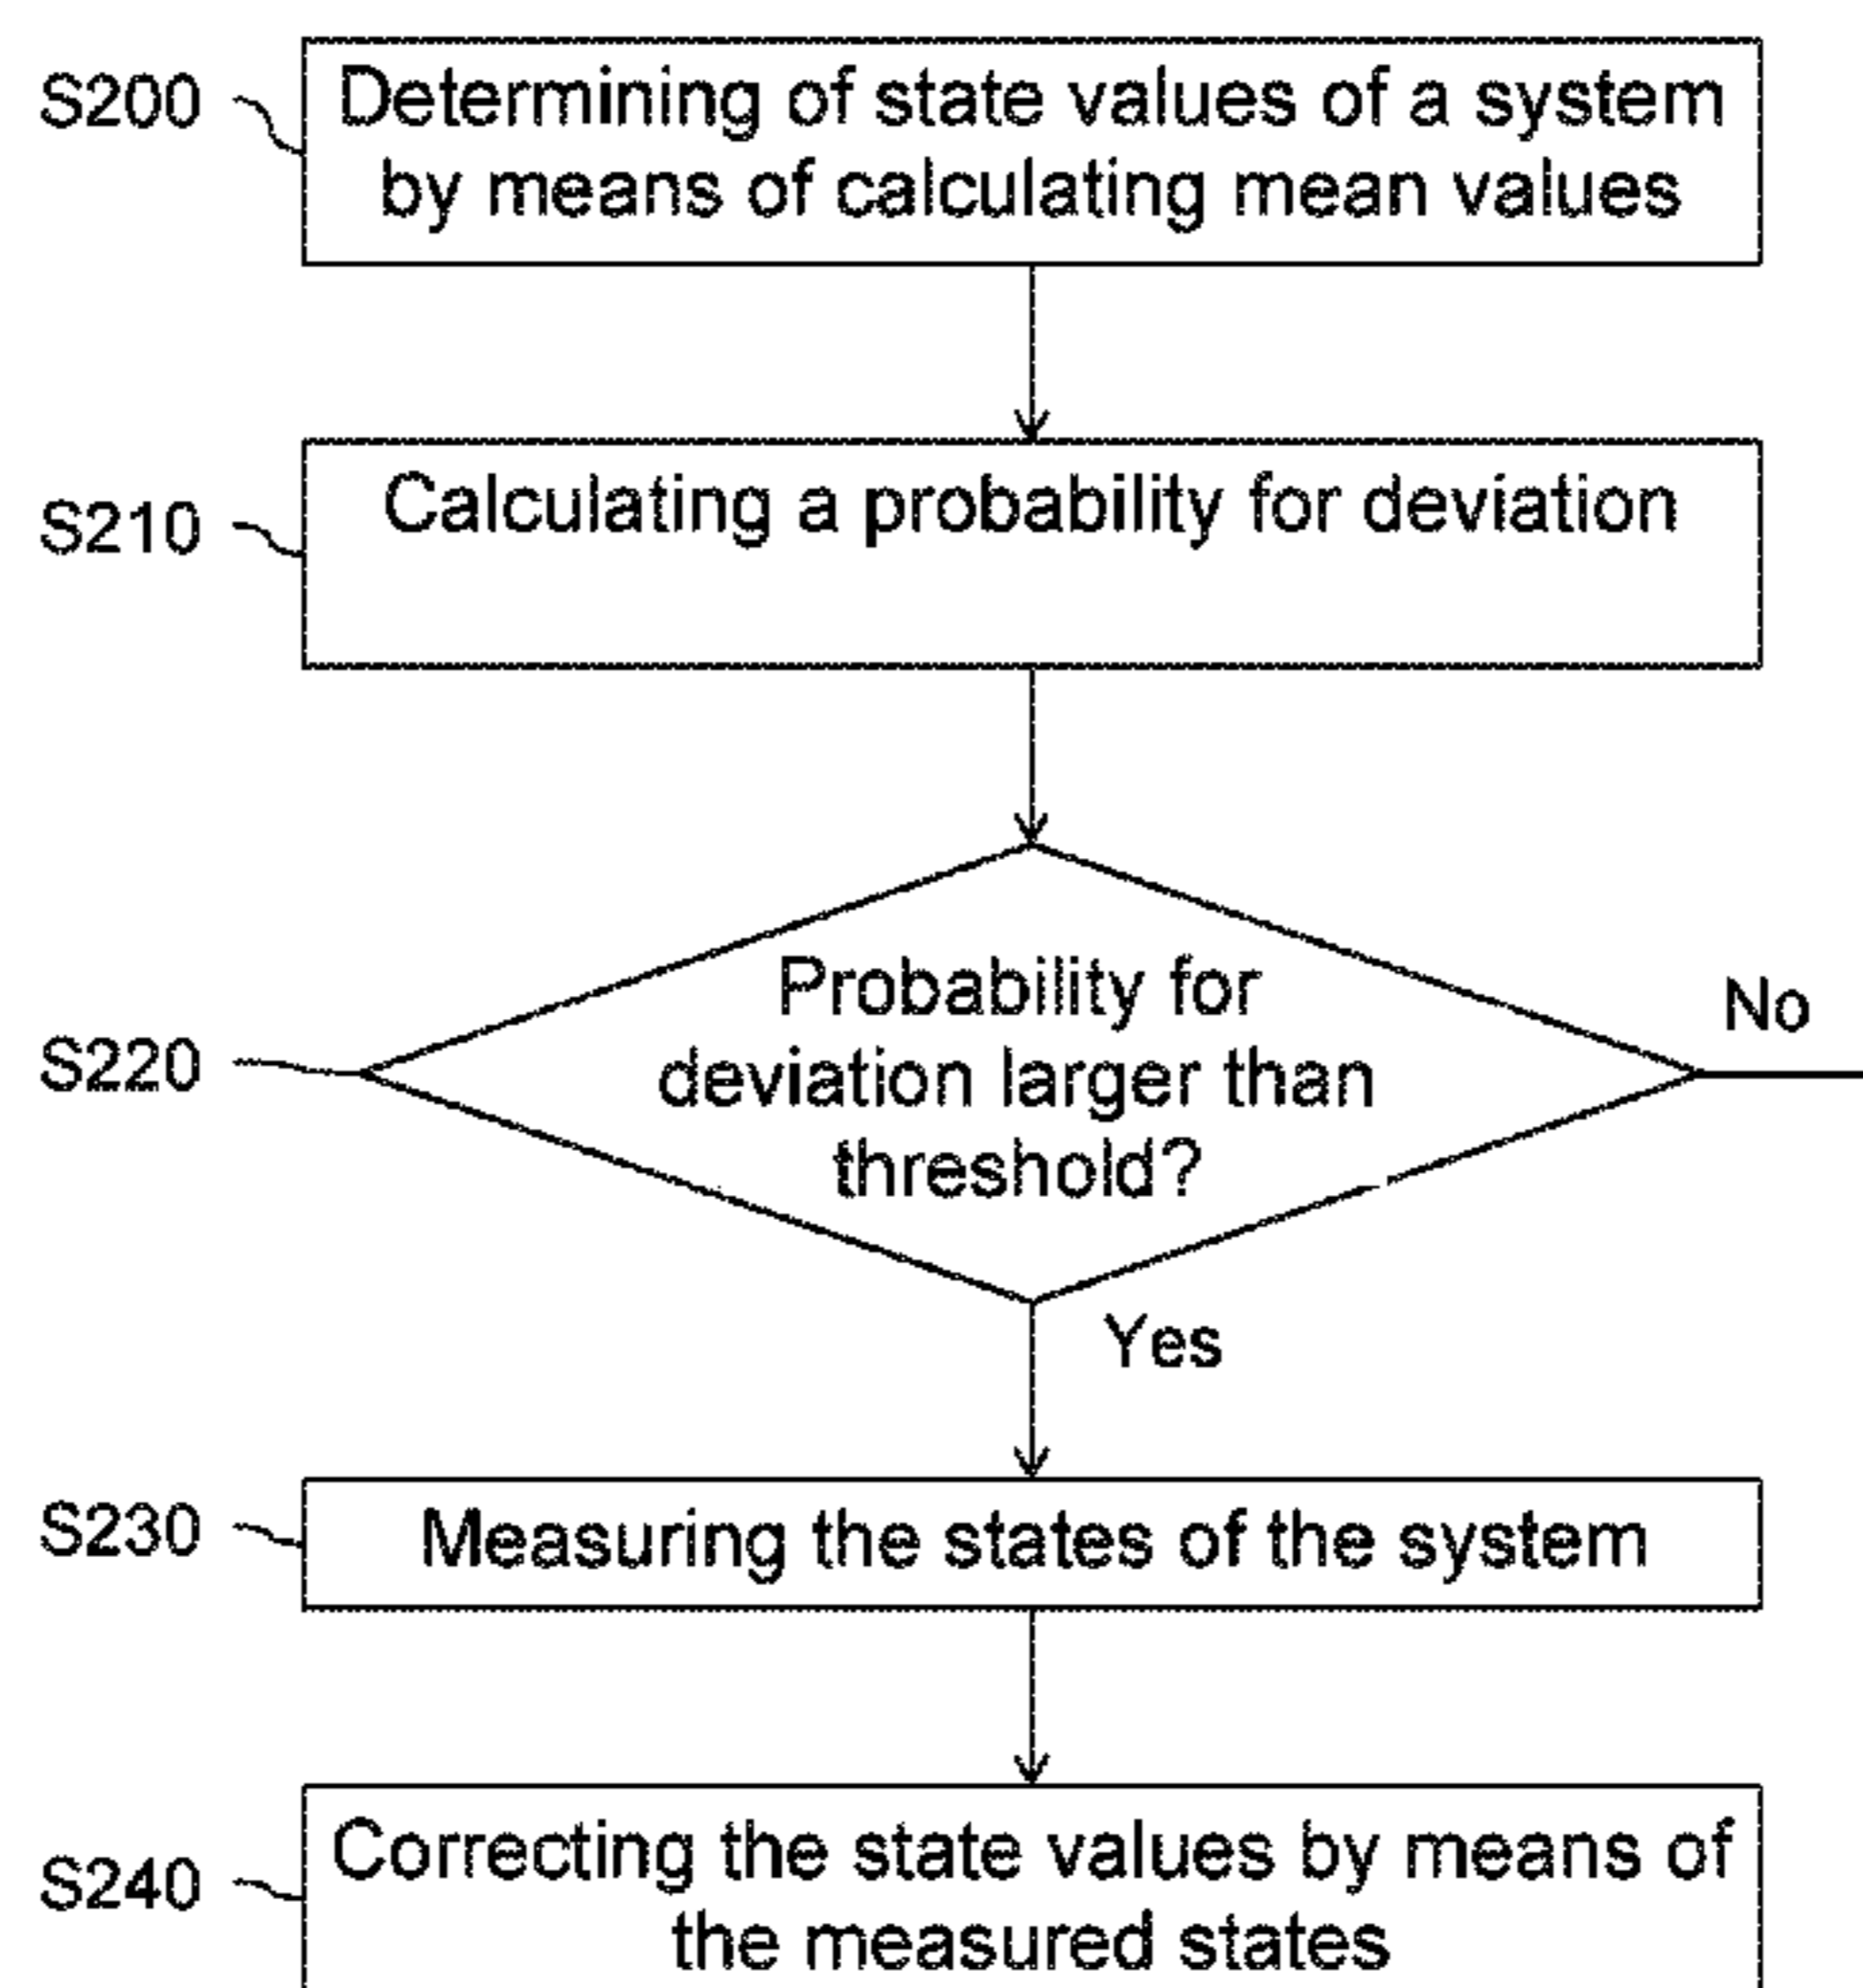 S200
Determining of state values of a system
by means of calculating mean values
S210
Calculating a probability for deviation
S220
Probability for
deviation larger than
threshold?
No
Yes
S230
Measuring the states of the system
S240
Correcting the state values by means of
the measured states